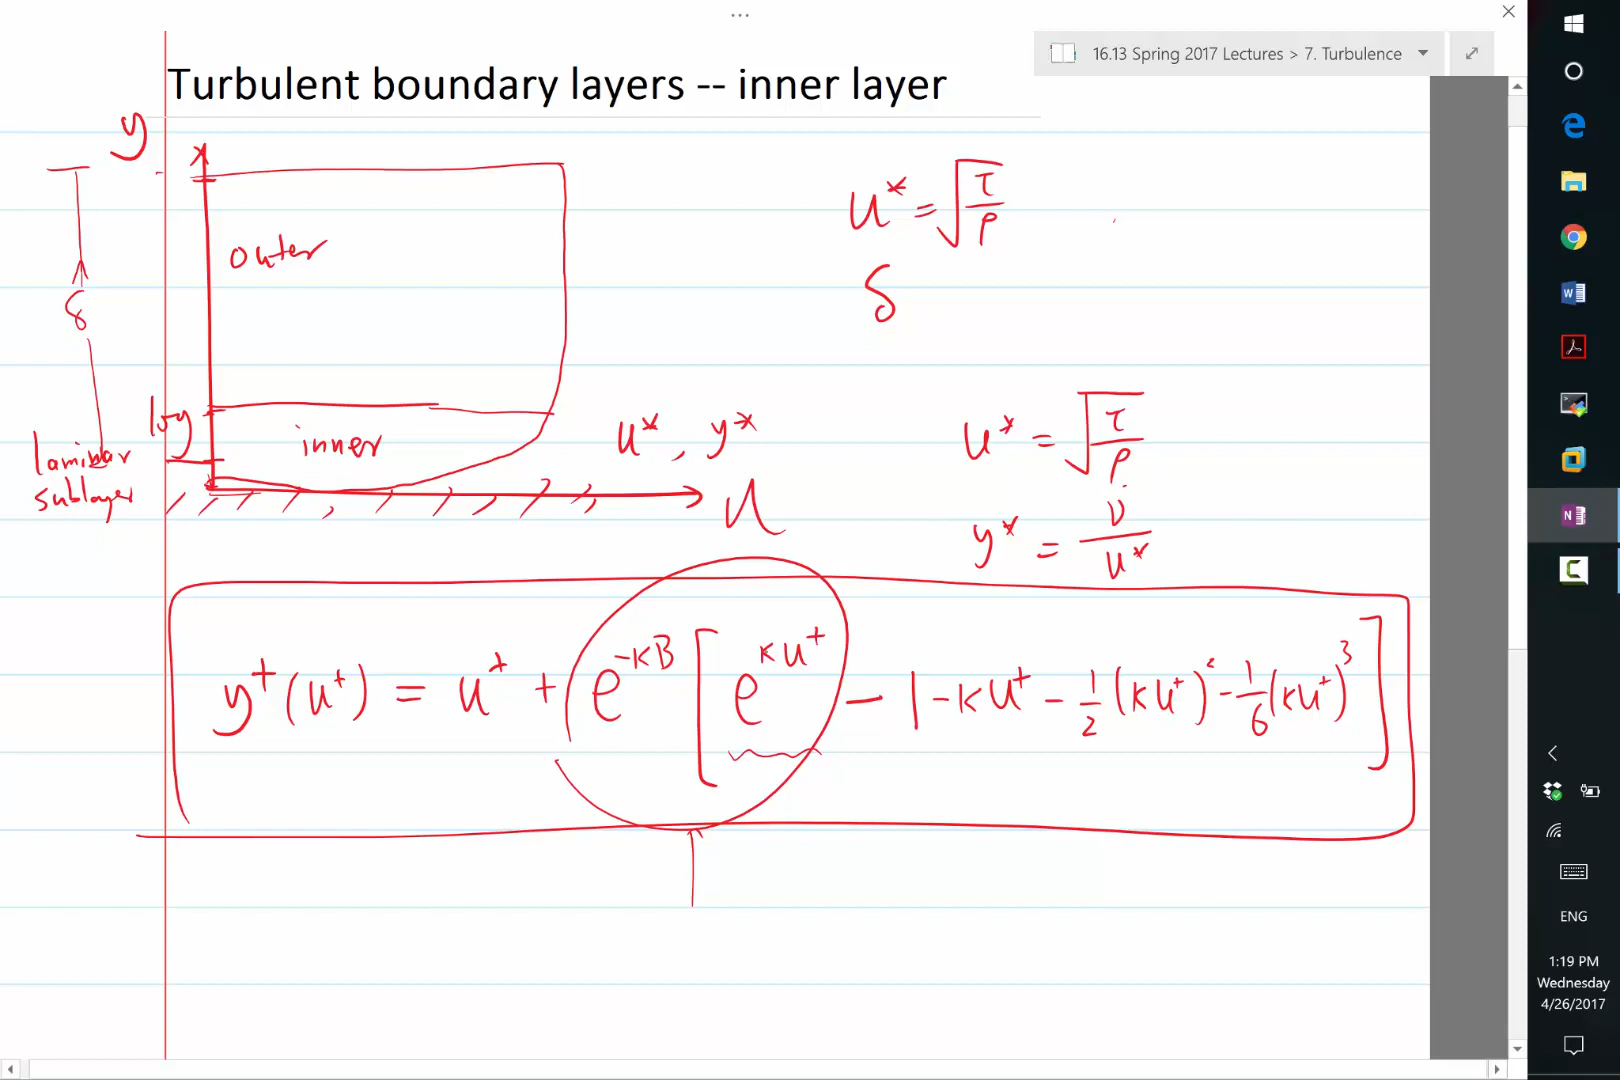 16.13 Spring 2017 Lectures > 7. Turbulence
Turbulent boundary layers -- inner layer
y
outer
δ
u* = √(τ/ρ)
δ
log
inner
laminar
sublayer
u*, y*
u
u* = √(τ/ρ)
y* = ν/u*
y⁺(u⁺) = u⁺ + e^(-κB) [e^(κu⁺) - 1 - κu⁺ - 1/2 (κu⁺)² - 1/6 (κu⁺)³]
ENG
1:19 PM
Wednesday
4/26/2017